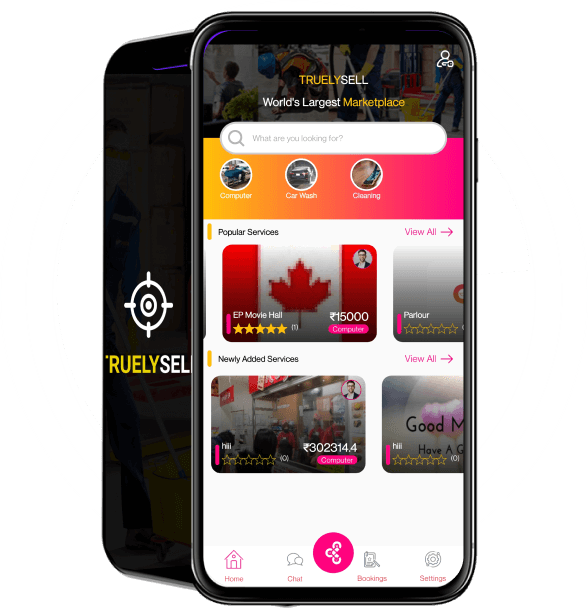 TRUELYSELL
World's Largest Marketplace
What are you looking for?
Computer
Car Wash
Cleaning
Popular Services
View All
EP Movie Hall
(1)
₹15000
Computer
Parlour
Newly Added Services
View All
hiii
(0)
₹302314.4
Computer
Good M
Have A G
hiii
(0)
Home
Chat
Bookings
Settings
TRUELYSELL